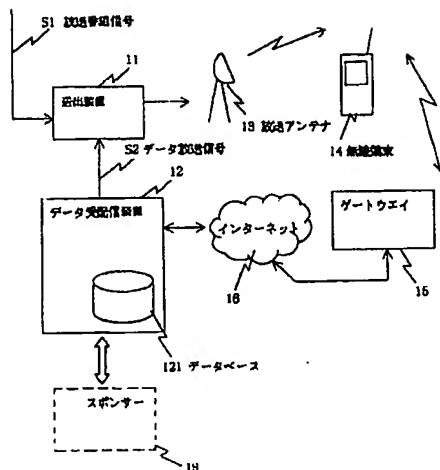 S1 放送番組信号
11
送出装置
13 放送アンテナ
14 無線端末
S2 データ放送信号
12
データ受配信装置
インターネット
16
ゲートウエイ
15
121 データベース
スポンサー
18